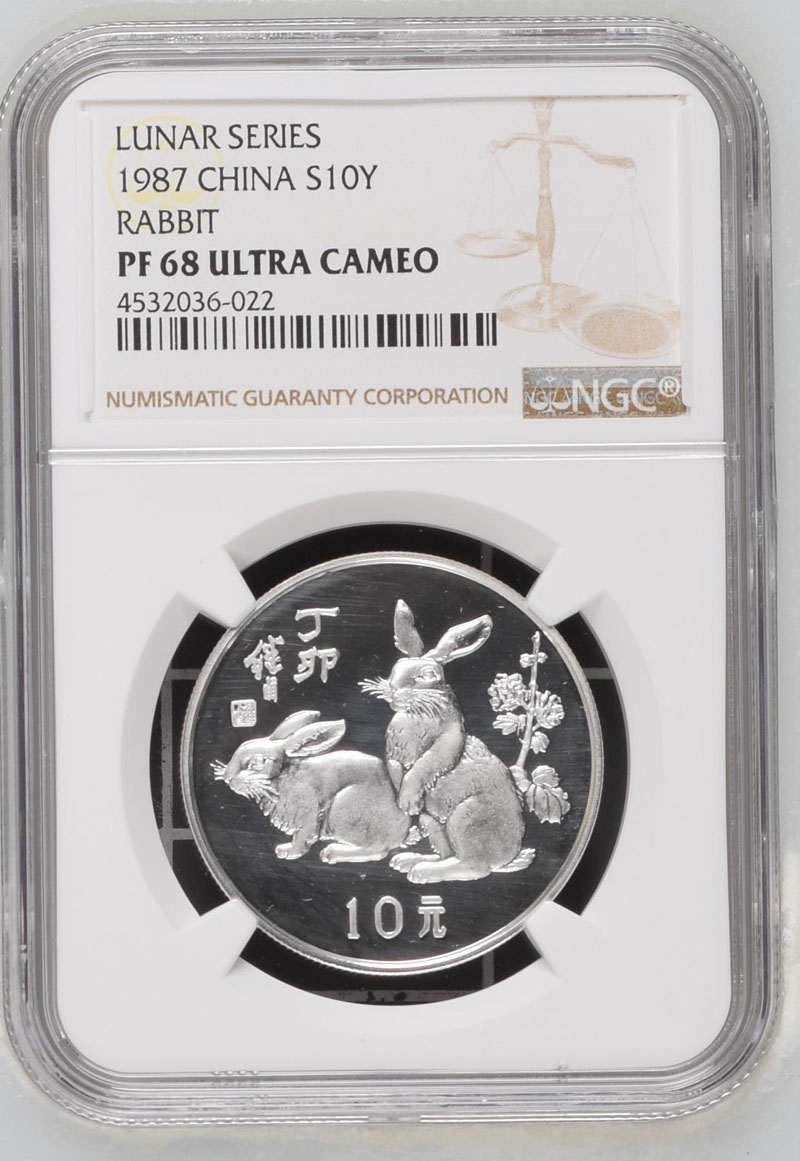 LUNAR SERIES
1987 CHINA S10Y
RABBIT
PF 68 ULTRA CAMEO
4532036-022
NUMISMATIC GUARANTY CORPORATION
NGC®
丁卯
10元